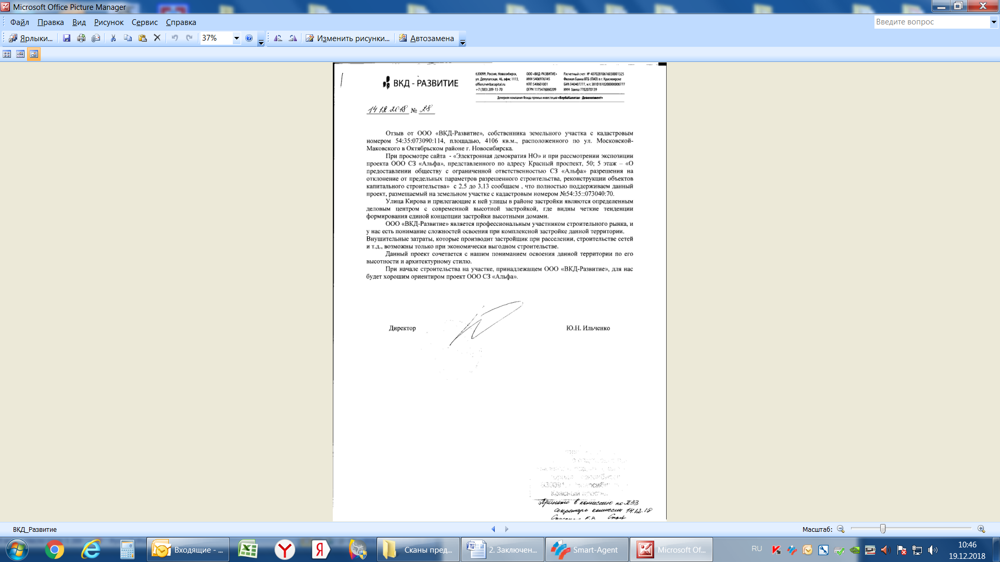 Microsoft Office Picture Manager
Файл Правка Вид Рисунок Сервис Справка
Введите вопрос
Ярлыки... 37% Изменить рисунки... Автозамена
ВКД - РАЗВИТИЕ
630099, Россия, Новосибирск,
ул. Депутатская, 46, офис 1113,
office@verbacapital.ru
+7 (383) 209-13-70
ООО «ВКД-РАЗВИТИЕ»
ИНН 5406976145
КПП 540601001
ОГРН 1175476060209
Расчетный счет № 40702810616030001325
Филиал Банка ВТБ (ПАО) в г. Красноярске
БИК 040407777, к/с 30101810200000000777
ИНН банка 7702070139
Дочерняя компания Фонда прямых инвестиций «ВербаКапитал - Девелопмент»
14 12 2018 № 28
Отзыв от ООО «ВКД-Развитие», собственника земельного участка с кадастровым
номером 54:35:073090:114, площадью, 4106 кв.м., расположенного по ул. Московской-
Маковского в Октябрьском районе г. Новосибирска.
При просмотре сайта - «Электронная демократия НО» и при рассмотрении экспозиции
проекта ООО СЗ «Альфа», представленного по адресу Красный проспект, 50; 5 этаж – «О
предоставлении обществу с ограниченной ответственностью СЗ «Альфа» разрешения на
отклонение от предельных параметров разрешенного строительства, реконструкции объектов
капитального строительства» с 2,5 до 3,13 сообщаем , что полностью поддерживаем данный
проект, размещаемый на земельном участке с кадастровым номером №54:35::073040:70.
Улица Кирова и прилегающие к ней улицы в районе застройки являются определенным
деловым центром с современной высотной застройкой, где видны четкие тенденции
формирования единой концепции застройки высотными домами.
ООО «ВКД-Развитие» является профессиональным участником строительного рынка, и
у нас есть понимание сложностей освоения при комплексной застройке данной территории.
Внушительные затраты, которые производит застройщик при расселении, строительстве сетей
и т.д., возможны только при экономически выгодном строительстве.
Данный проект сочетается с нашим пониманием освоения данной территории по его
высотности и архитектурному стилю.
При начале строительства на участке, принадлежащем ООО «ВКД-Развитие», для нас
будет хорошим ориентиром проект ООО СЗ «Альфа».
Директор Ю.Н. Ильченко
630091, Новосиби
Красный просп
Принято в комиссию по ПЗЗ
секретарь комиссии 14.12.18
ВКД_Развитие
Масштаб:
Входящие - ...
Сканы пред...
2. Заключен...
Smart-Agent
Microsoft Of...
RU
10:46
19.12.2018